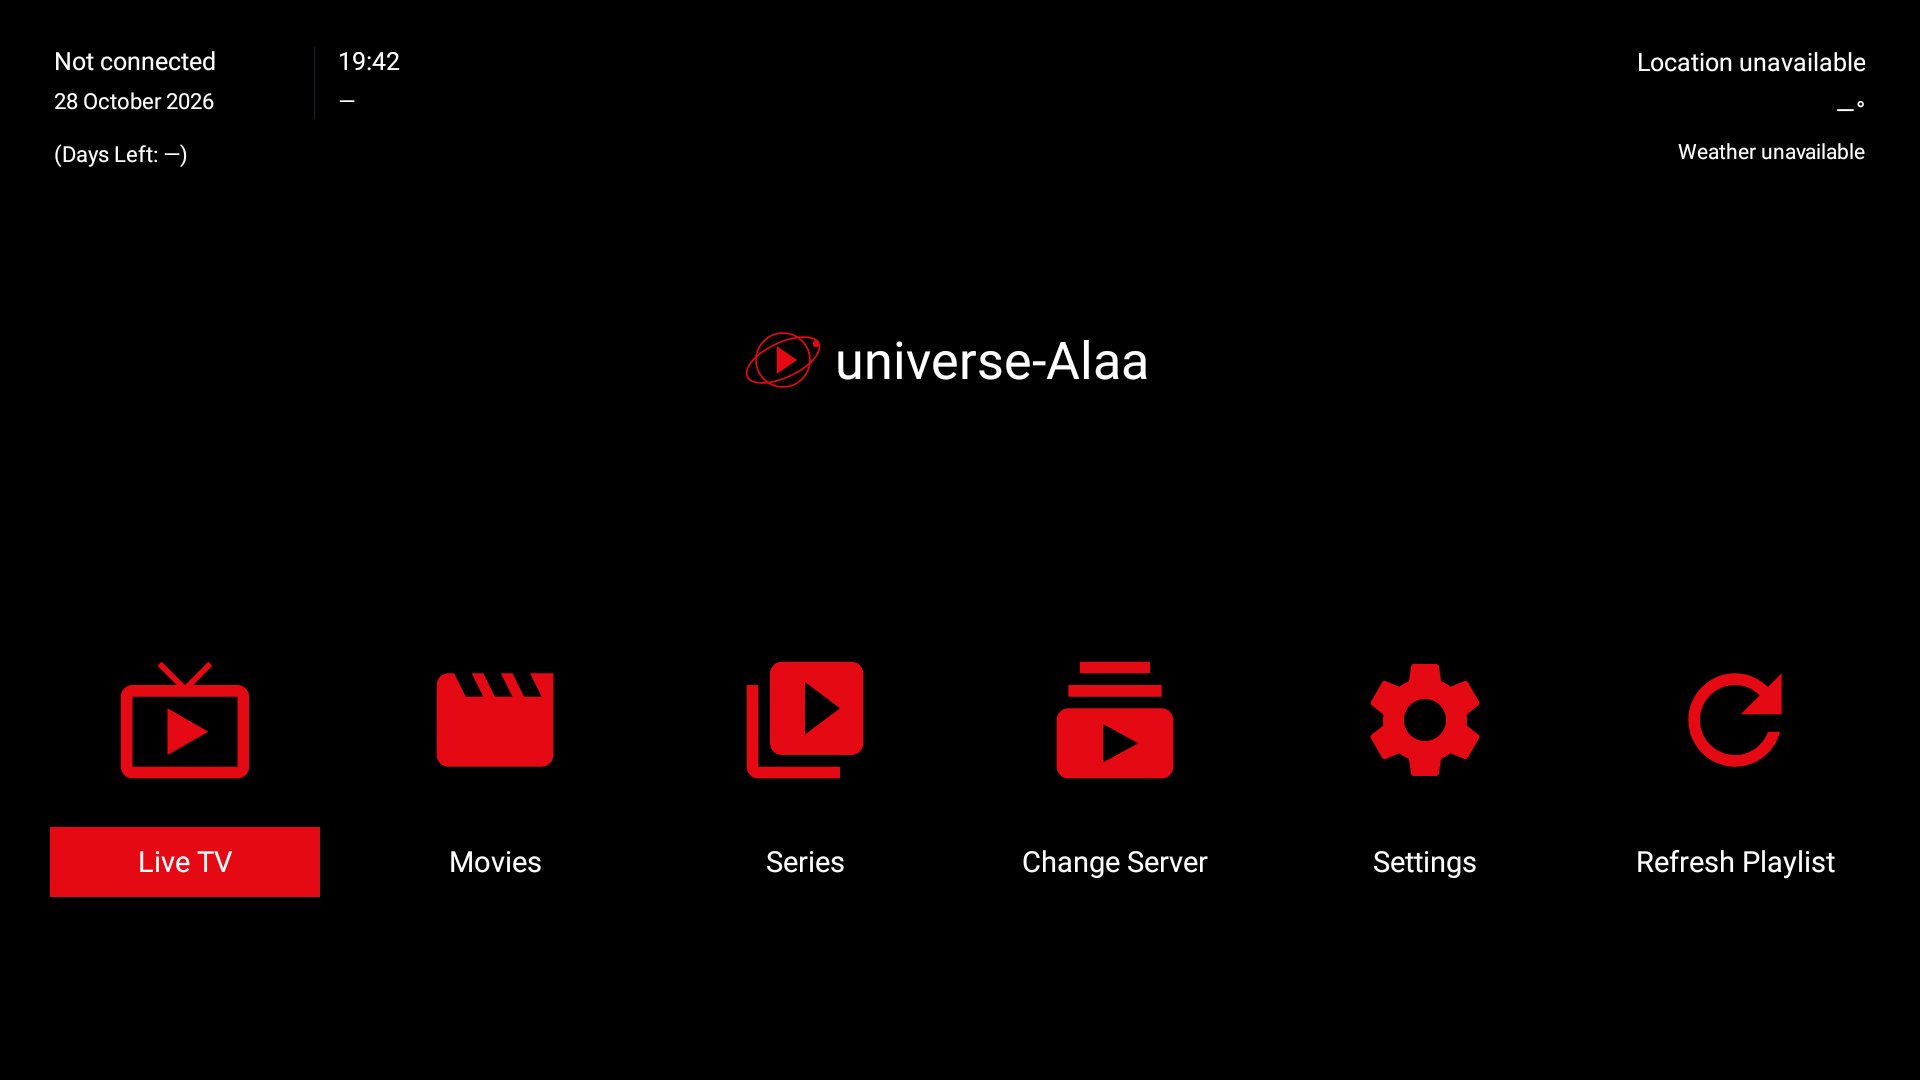 Not connected
28 October 2026
(Days Left: —)
19:42
—
Location unavailable
—°
Weather unavailable
universe-Alaa
Live TV
Movies
Series
Change Server
Settings
Refresh Playlist